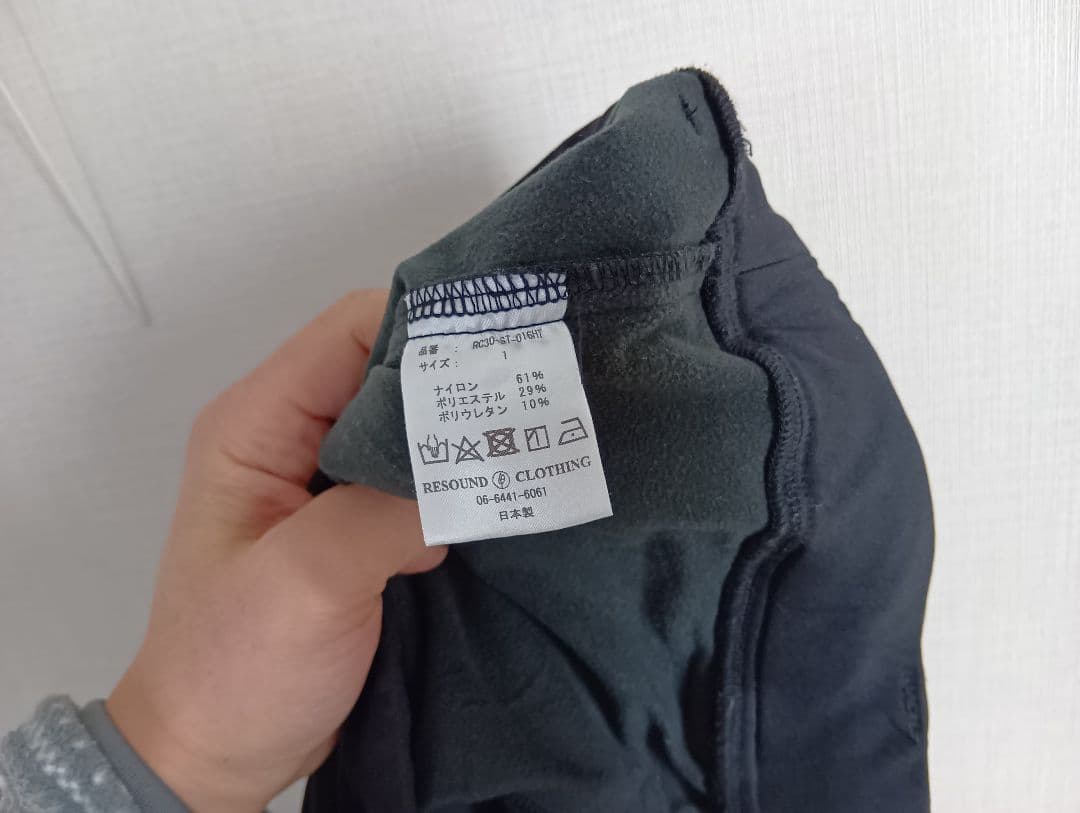 品番 : RC30-ST-016HT
サイズ : 1
ナイロン 61%
ポリエステル 29%
ポリウレタン 10%
RESOUND CLOTHING
06-6441-6061
日本製